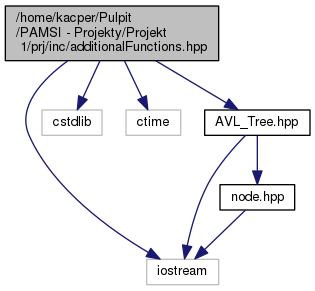 /home/kacper/Pulpit
/PAMSI - Projekty/Projekt
1/prj/inc/additionalFunctions.hpp
cstdlib
ctime
AVL_Tree.hpp
node.hpp
iostream